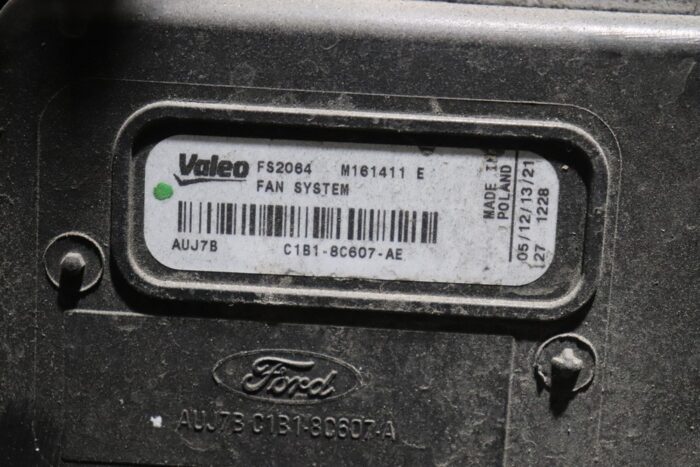 Valeo FS2064 M161411 E
FAN SYSTEM
AUJ7B C1B1-8C607-AE
MADE IN
POLAND
05/12/13/21
27 1228
Ford
AUJ7B C1B1-8C607-A